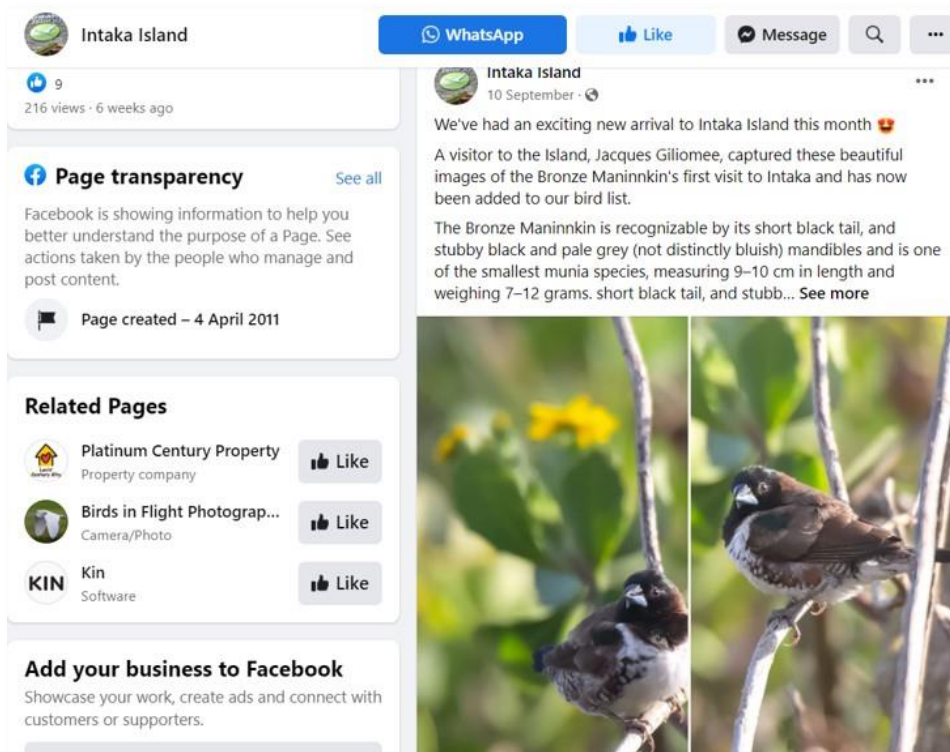 Intaka Island
WhatsApp
Like
Message
9
216 views · 6 weeks ago
Page transparency
See all
Facebook is showing information to help you
better understand the purpose of a Page. See
actions taken by the people who manage and
post content.
Page created – 4 April 2011
Related Pages
Platinum Century Property
Property company
Like
Birds in Flight Photograp...
Camera/Photo
Like
KIN
Kin
Software
Like
Add your business to Facebook
Showcase your work, create ads and connect with
customers or supporters.
Intaka Island
10 September ·
We've had an exciting new arrival to Intaka Island this month
A visitor to the Island, Jacques Giliomee, captured these beautiful
images of the Bronze Maninnkin's first visit to Intaka and has now
been added to our bird list.
The Bronze Maninnkin is recognizable by its short black tail, and
stubby black and pale grey (not distinctly bluish) mandibles and is one
of the smallest munia species, measuring 9–10 cm in length and
weighing 7–12 grams. short black tail, and stubb... See more